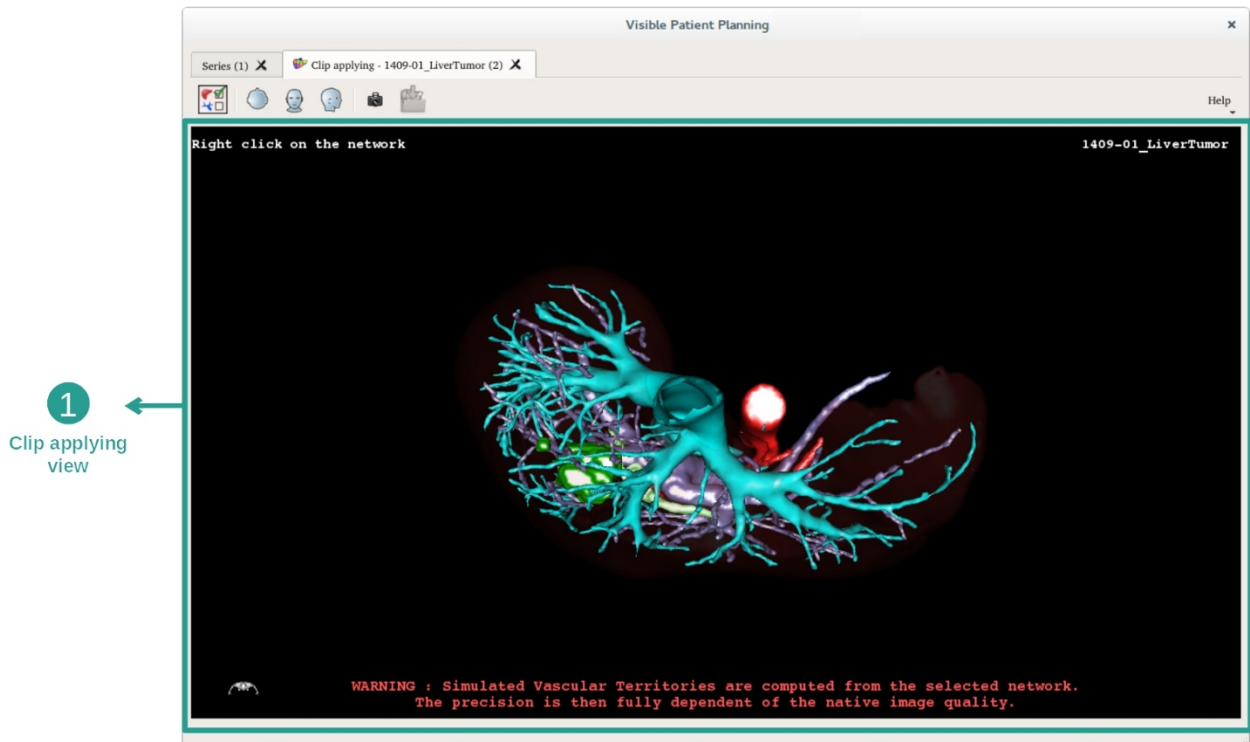 Visible Patient Planning
Series (1)
Clip applying - 1409-01_LiverTumor (2)
Help
Right click on the network
1409-01_LiverTumor
1
Clip applying
view
WARNING : Simulated Vascular Territories are computed from the selected network.
The precision is then fully dependent of the native image quality.